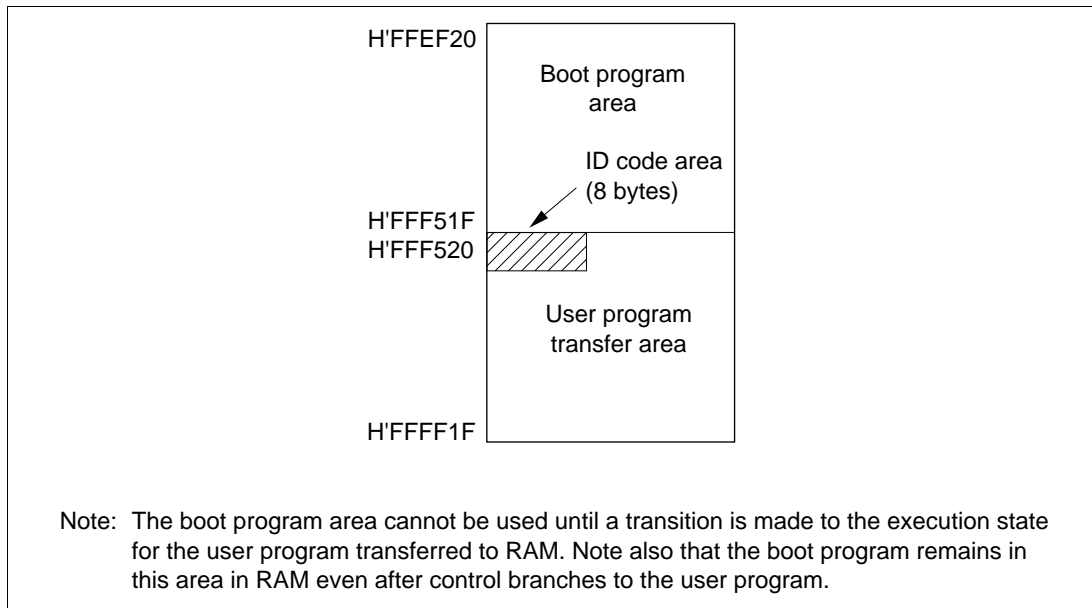 H'FFEF20
Boot program
area
ID code area
(8 bytes)
H'FFF51F
H'FFF520
User program
transfer area
H'FFFF1F
Note: The boot program area cannot be used until a transition is made to the execution state
for the user program transferred to RAM. Note also that the boot program remains in
this area in RAM even after control branches to the user program.